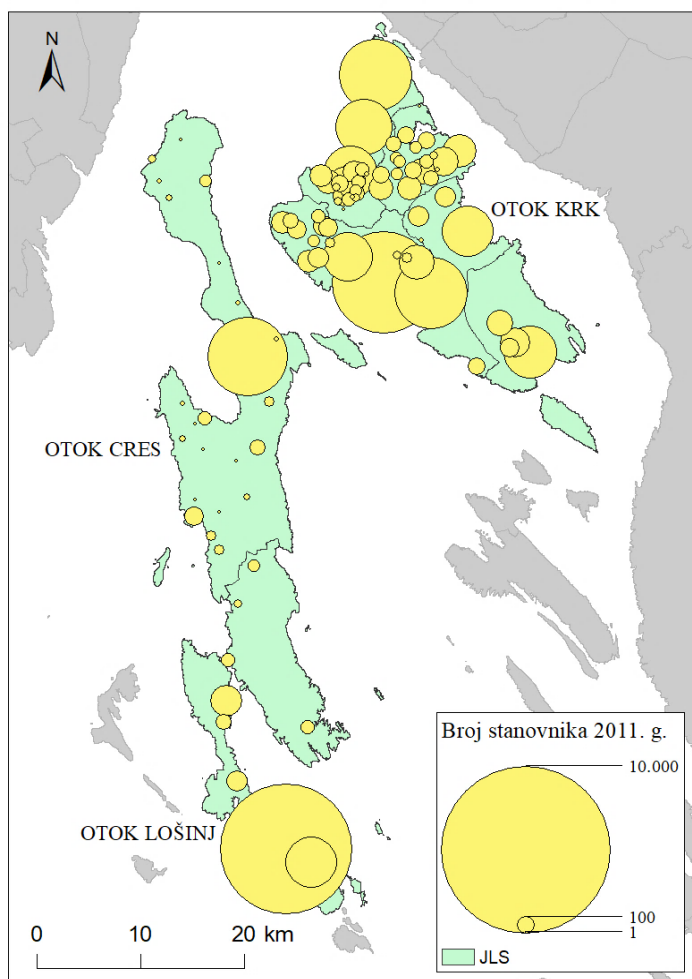 N
OTOK KRK
OTOK CRES
OTOK LOŠINJ
Broj stanovnika 2011. g.
10.000
100
1
JLS
0 10 20 km